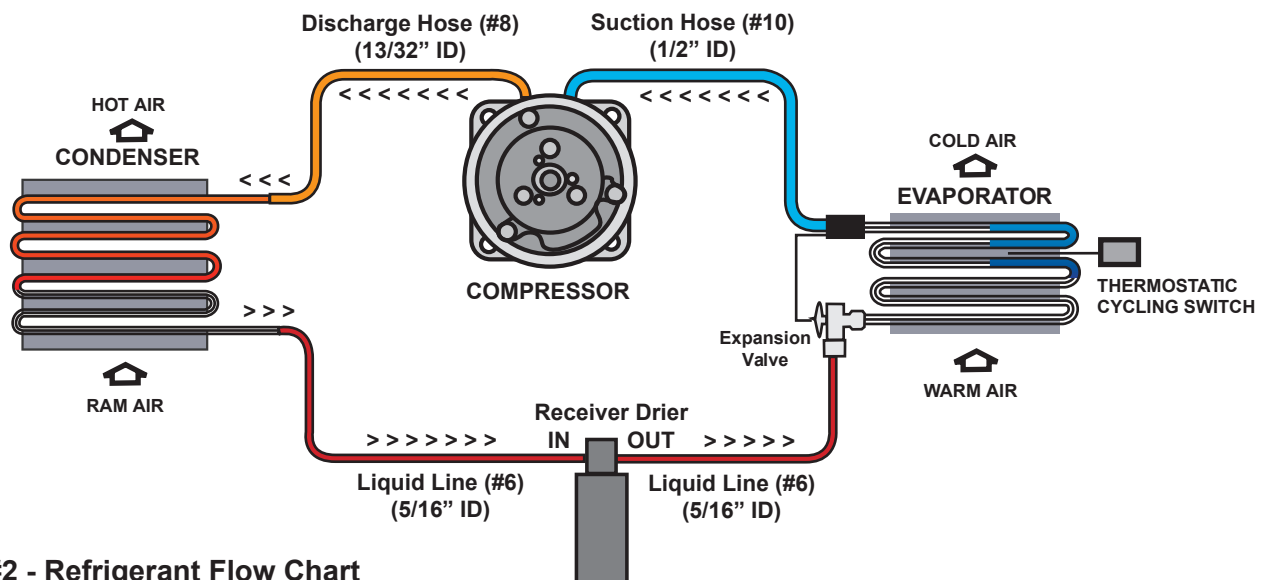 Discharge Hose (#8)
(13/32” ID)
Suction Hose (#10)
(1/2” ID)
< < < < < < <
< < < < < < <
HOT AIR
CONDENSER
< < <
COLD AIR
EVAPORATOR
COMPRESSOR
THERMOSTATIC
CYCLING SWITCH
> > >
Expansion
Valve
RAM AIR
WARM AIR
Receiver Drier
IN
OUT
> > > > > > >
> > > > >
Liquid Line (#6)
(5/16” ID)
Liquid Line (#6)
(5/16” ID)
#2 - Refrigerant Flow Chart